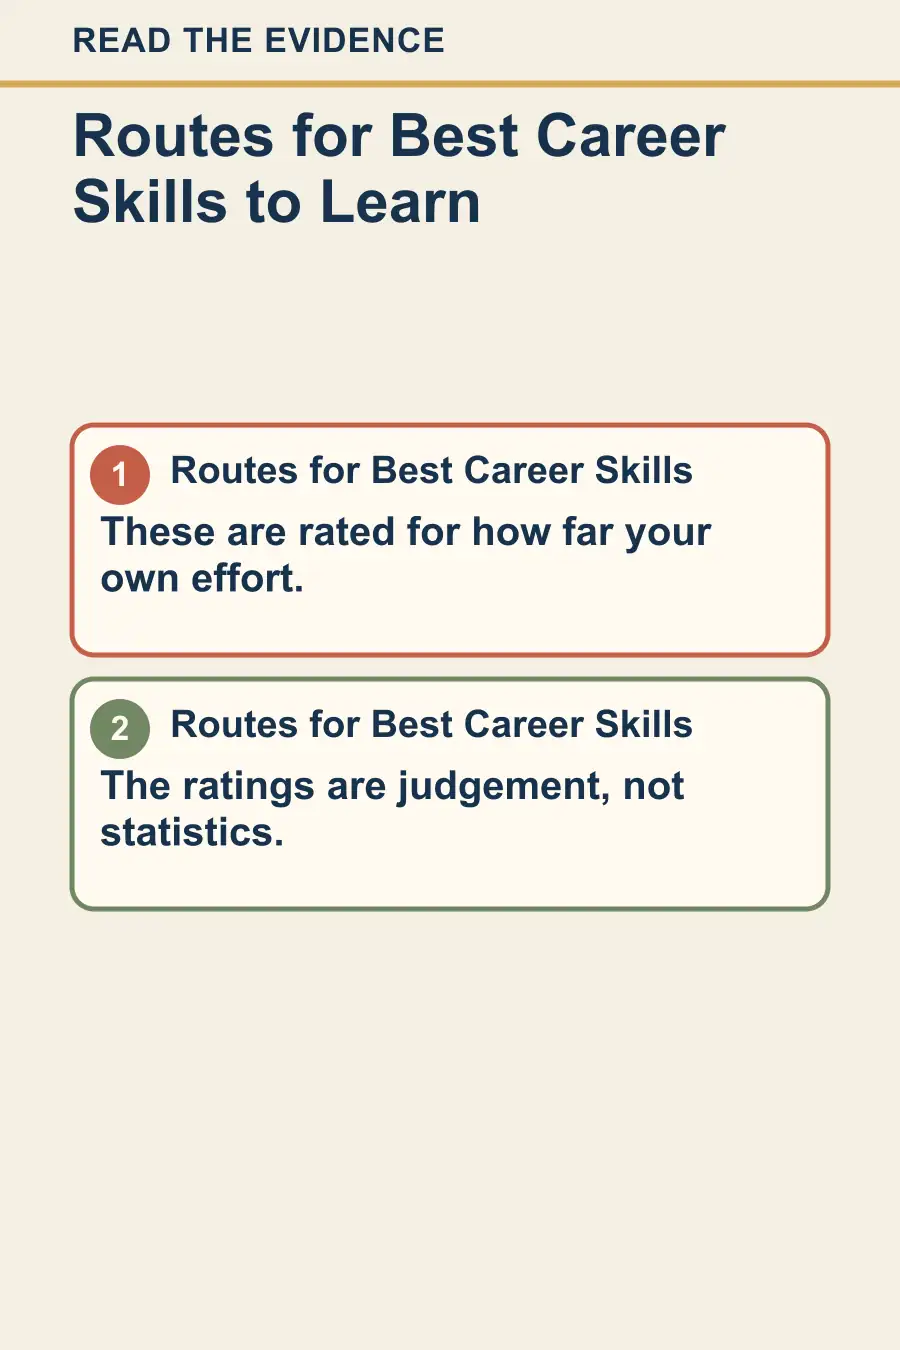 READ THE EVIDENCE
Routes for Best Career
Skills to Learn
1 Routes for Best Career Skills
These are rated for how far your
own effort.
2 Routes for Best Career Skills
The ratings are judgement, not
statistics.